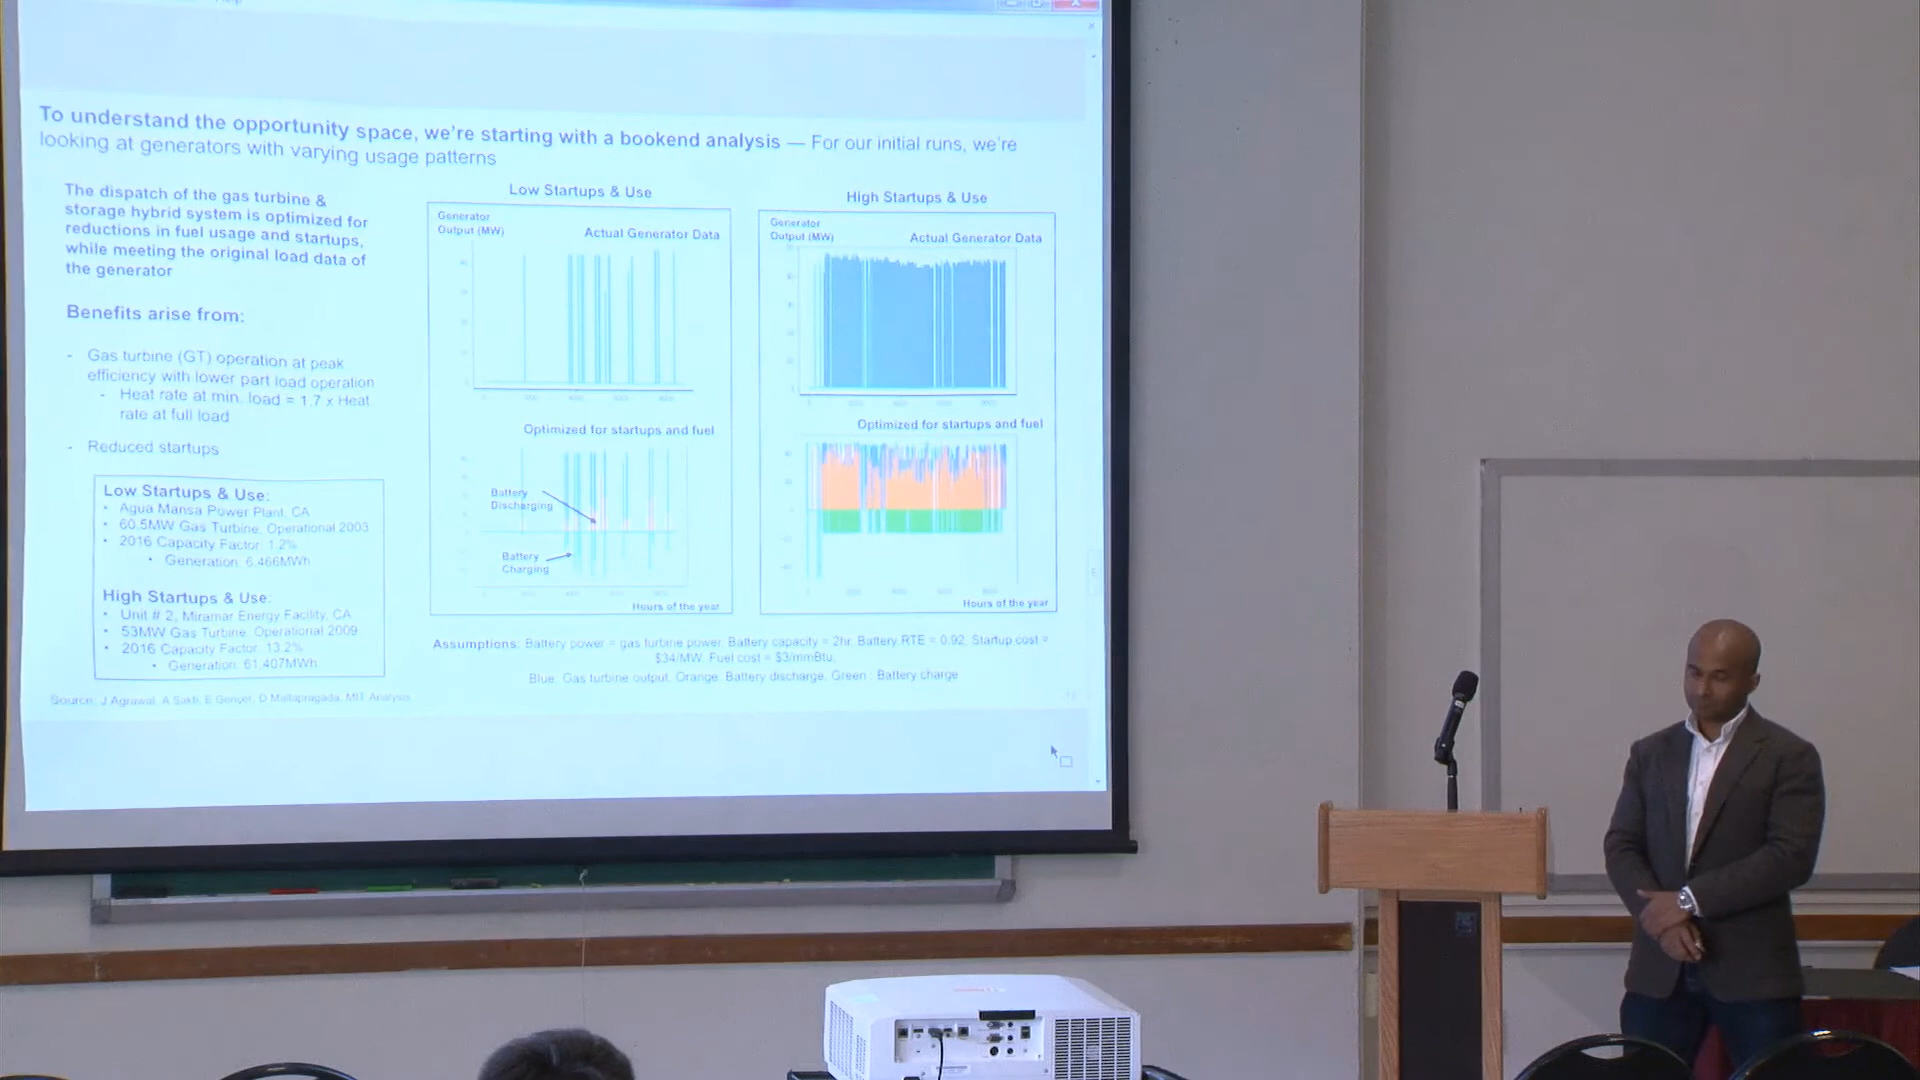 To understand the opportunity space, we're starting with a bookend analysis — For our initial runs, we're
looking at generators with varying usage patterns
The dispatch of the gas turbine &
storage hybrid system is optimized for
reductions in fuel usage and startups,
while meeting the original load data of
the generator
Benefits arise from:
- Gas turbine (GT) operation at peak
efficiency with lower part load operation
- Heat rate at min. load = 1.7 x Heat
rate at full load
- Reduced startups
Low Startups & Use:
• Agua Mansa Power Plant, CA
• 60.5MW Gas Turbine, Operational 2003
• 2016 Capacity Factor: 1.2%
• Generation: 6,466MWh
High Startups & Use:
• Unit # 2, Miramar Energy Facility, CA
• 53MW Gas Turbine, Operational 2009
• 2016 Capacity Factor: 13.2%
• Generation: 61,407MWh
Source: J Agrawal, A Sakti, E Gençer, D Mallapragada, MIT Analysis
Low Startups & Use
Generator
Output (MW)
Actual Generator Data
Optimized for startups and fuel
Battery
Discharging
Battery
Charging
Hours of the year
High Startups & Use
Generator
Output (MW)
Actual Generator Data
Optimized for startups and fuel
Hours of the year
Assumptions: Battery power = gas turbine power, Battery capacity = 2hr, Battery RTE = 0.92, Startup cost =
$34/MW, Fuel cost = $3/mmBtu,
Blue: Gas turbine output, Orange: Battery discharge, Green : Battery charge